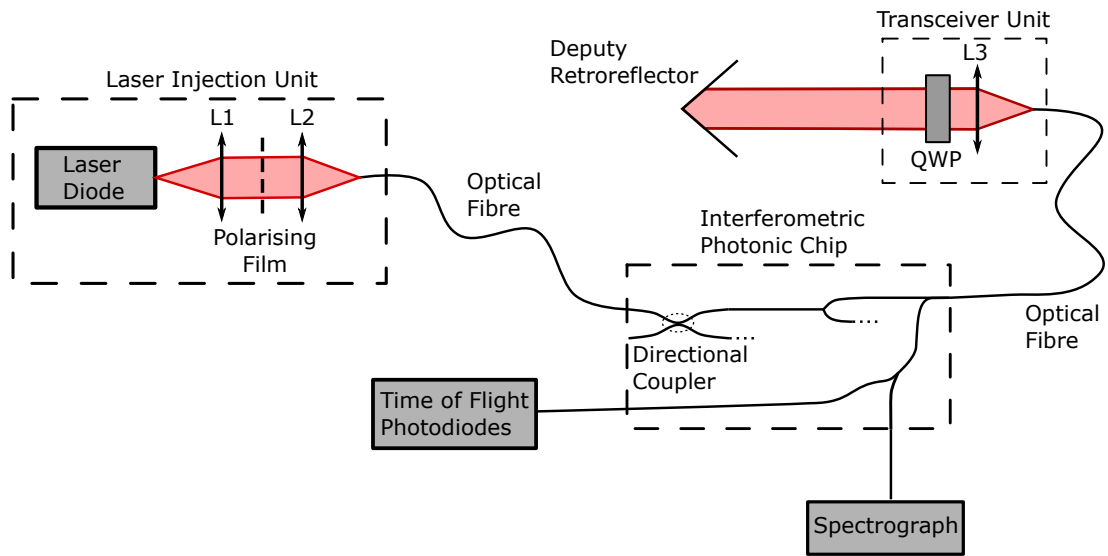 Transceiver Unit
Deputy
Retroreflector
L3
QWP
Laser Injection Unit
L1
L2
Laser
Diode
Polarising
Film
Optical
Fibre
Interferometric
Photonic Chip
....
....
Directional
Coupler
Optical
Fibre
Time of Flight
Photodiodes
Spectrograph